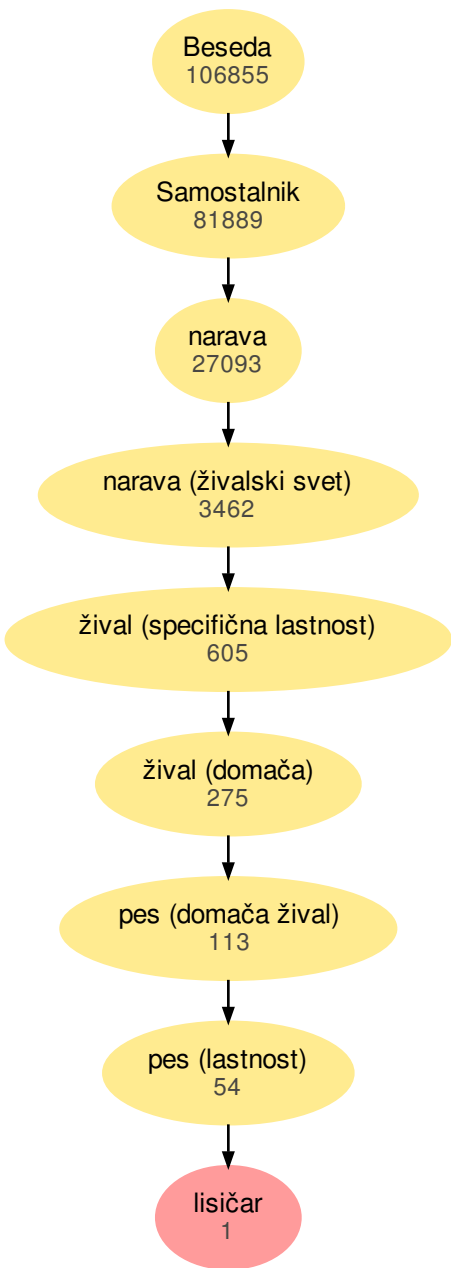 Beseda
106855
Samostalnik
81889
narava
27093
narava (živalski svet)
3462
žival (specifična lastnost)
605
žival (domača)
275
pes (domača žival)
113
pes (lastnost)
54
lisičar
1